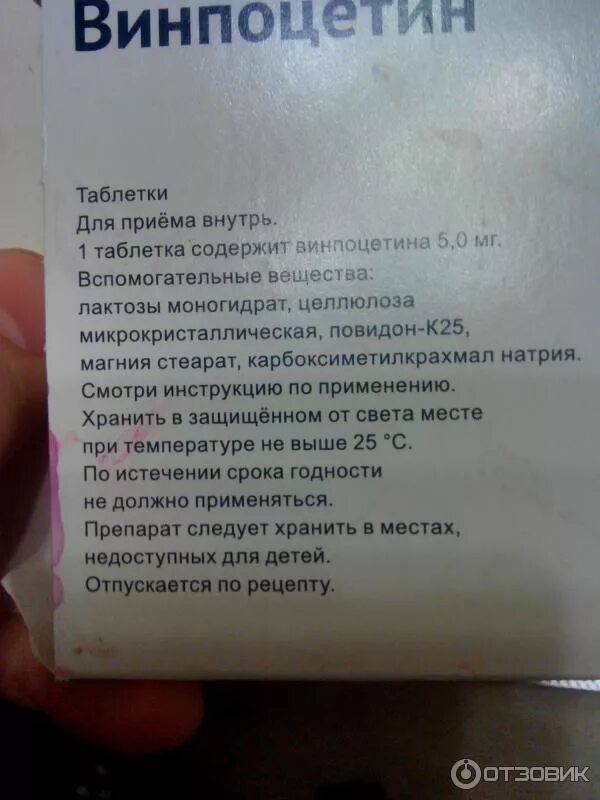 Винпоцетин
Таблетки
Для приёма внутрь.
1 таблетка содержит винпоцетина 5,0 мг.
Вспомогательные вещества:
лактозы моногидрат, целлюлоза
микрокристаллическая, повидон-К25,
магния стеарат, карбоксиметилкрахмал натрия.
Смотри инструкцию по применению.
Хранить в защищённом от света месте
при температуре не выше 25 °С.
По истечении срока годности
не должно применяться.
Препарат следует хранить в местах,
недоступных для детей.
Отпускается по рецепту.
ОТЗОВИК